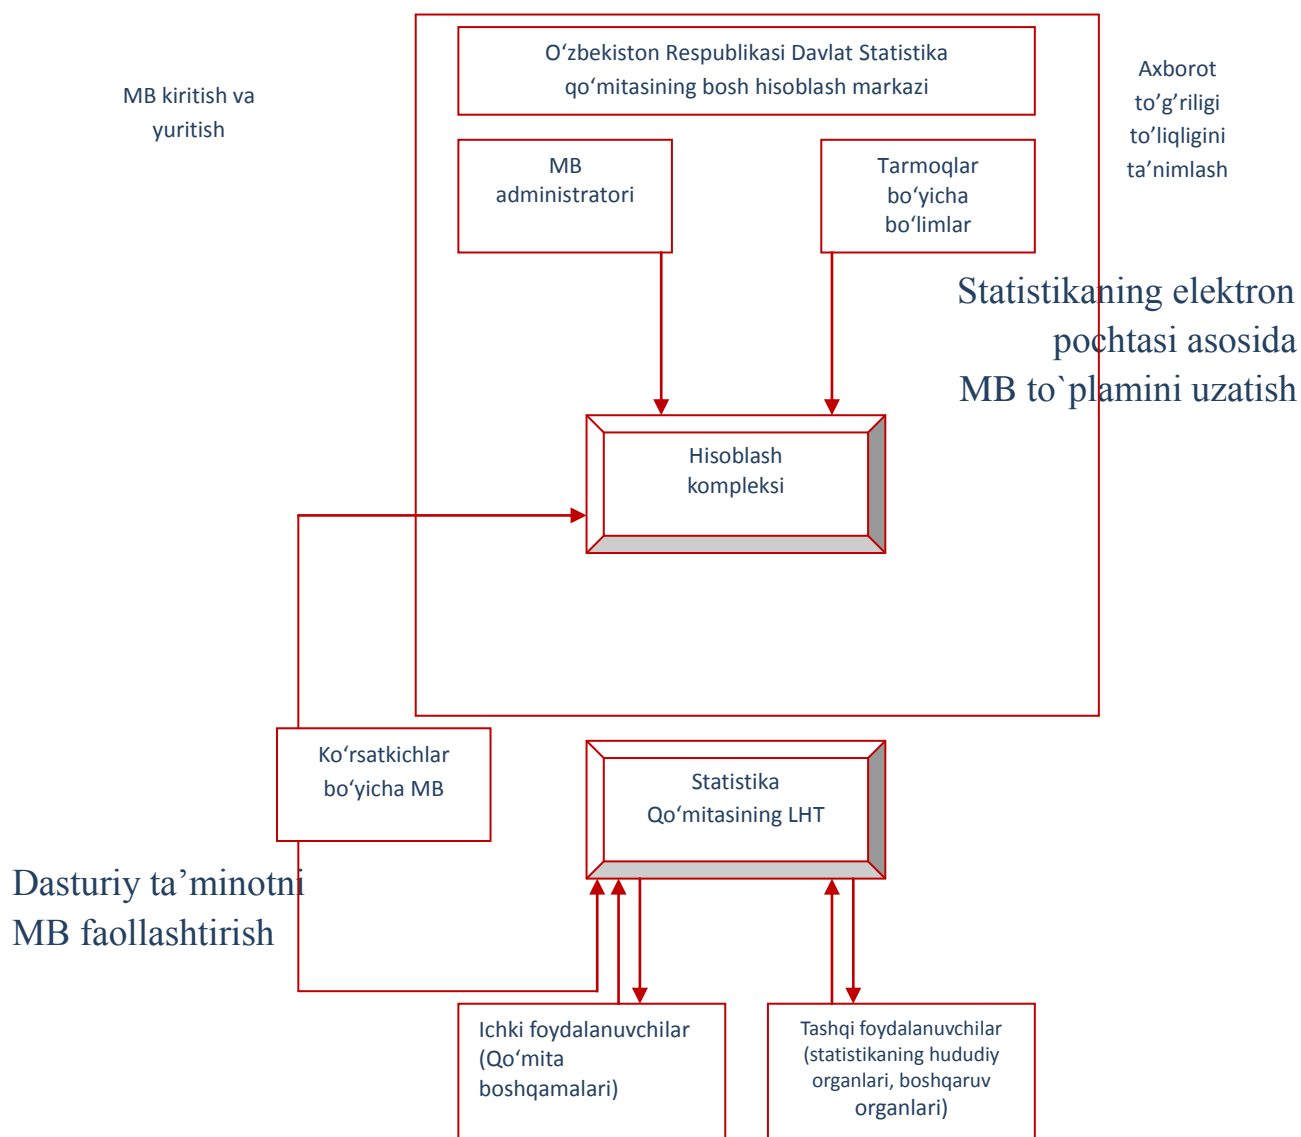 O‘zbekiston Respublikasi Davlat Statistika
qo‘mitasining bosh hisoblash markazi
MB kiritish va
yuritish
Axborot
to’g’riligi
to’liqligini
ta’nimlash
MB
administratori
Tarmoqlar
bo‘yicha
bo‘limlar
Statistikaning elektron
pochtasi asosida
MB to`plamini uzatish
Hisoblash
kompleksi
Ko‘rsatkichlar
bo‘yicha MB
Statistika
Qo‘mitasining LHT
Dasturiy ta’minotni
MB faollashtirish
Ichki foydalanuvchilar
(Qo‘mita
boshqamalari)
Tashqi foydalanuvchilar
(statistikaning hududiy
organlari, boshqaruv
organlari)